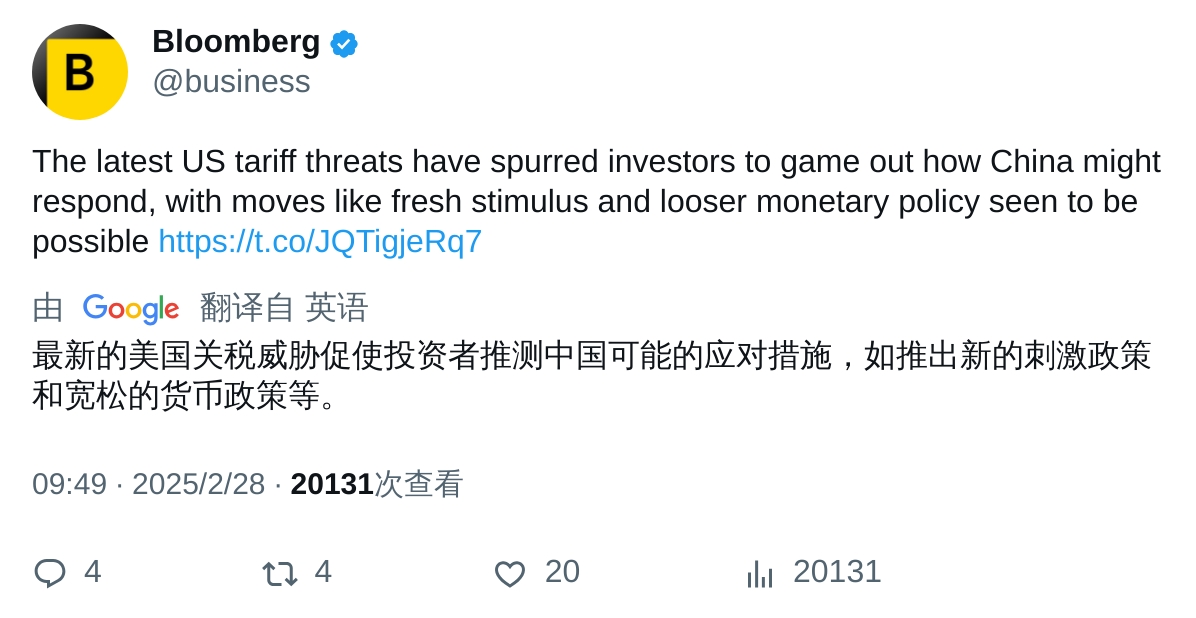 B
Bloomberg
@business
The latest US tariff threats have spurred investors to game out how China might
respond, with moves like fresh stimulus and looser monetary policy seen to be
possible https://t.co/JQTigjeRq7
由 Google 翻译自 英语
最新的美国关税威胁促使投资者推测中国可能的应对措施，如推出新的刺激政策
和宽松的货币政策等。
09:49 · 2025/2/28 · 20131次查看
4 4 20 20131